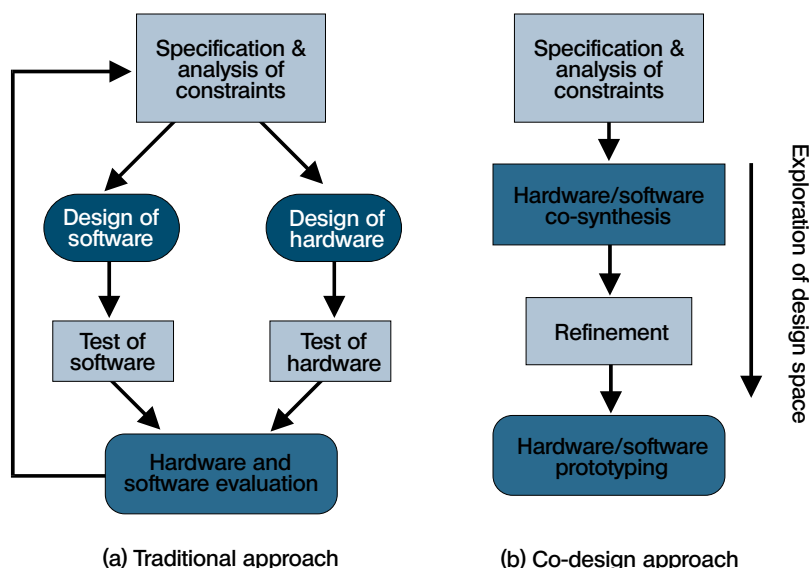 Specification &
analysis of
constraints
Design of
software
Design of
hardware
Test of
software
Test of
hardware
Hardware and
software evaluation
(a) Traditional approach
Specification &
analysis of
constraints
Hardware/software
co-synthesis
Refinement
Hardware/software
prototyping
Exploration of design space
(b) Co-design approach